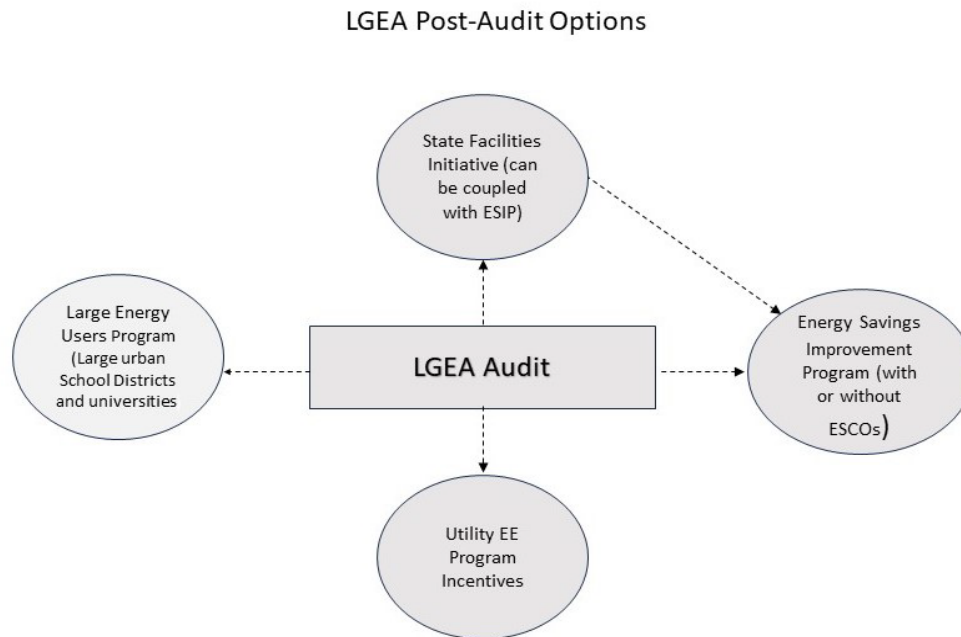 LGEA Post-Audit Options
State Facilities
Initiative (can
be coupled
with ESIP)
Large Energy
Users Program
(Large urban
School Districts
and universities
LGEA Audit
Energy Savings
Improvement
Program (with
or without
ESCOs)
Utility EE
Program
Incentives